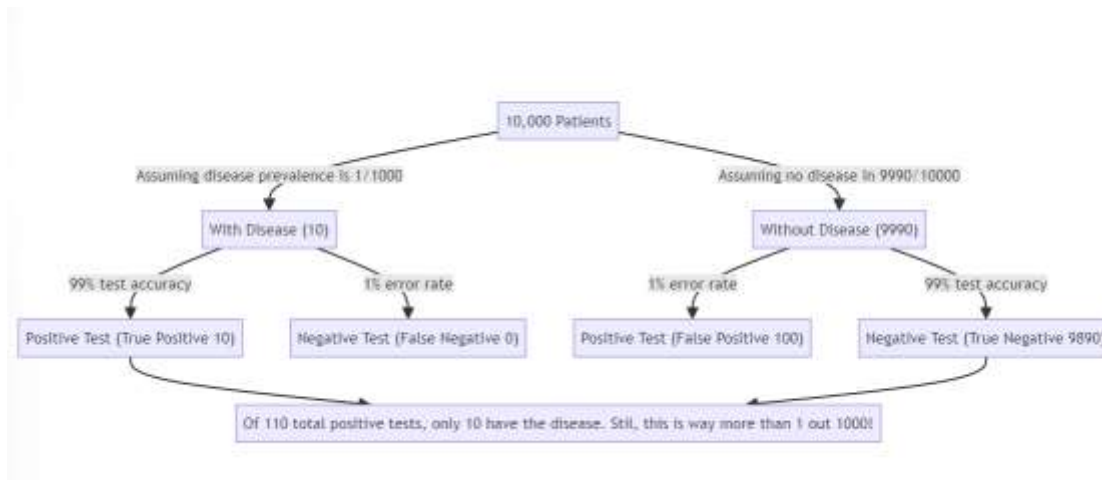 10,000 Patients
Assuming disease prevalence is 1/1000
Assuming no disease in 9990/10000
With Disease (10)
Without Disease (9990)
99% test accuracy
1% error rate
1% error rate
99% test accuracy
Positive Test (True Positive 10)
Negative Test (False Negative 0)
Positive Test (False Positive 100)
Negative Test (True Negative 9890)
Of 110 total positive tests, only 10 have the disease. Stil, this is way more than 1 out 1000!